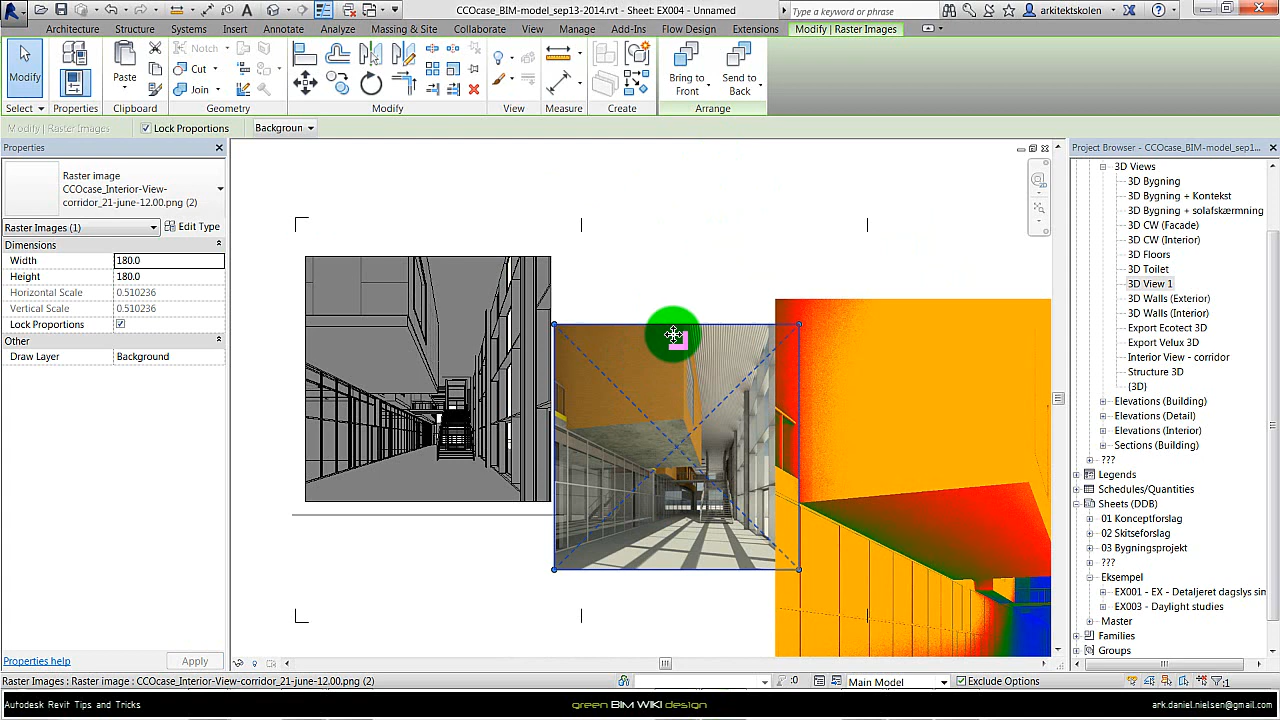 CCOcase_BIM-model_sep13-2014.rvt - Sheet: EX004 - Unnamed
Type a keyword or phrase
arkitektskolen
Architecture Structure Systems Insert Annotate Analyze Massing & Site Collaborate View Manage Add-Ins Flow Design Extensions Modify | Raster Images
Modify
Paste
Notch
Cut
Join
Bring to Front
Send to Back
Select Properties Clipboard Geometry Modify View Measure Create Arrange
Modify | Raster Images
Lock Proportions
Backgroun
Properties
Raster image
CCOcase_Interior-View-
corridor_21-june-12.00.png (2)
Raster Images (1)
Edit Type
Dimensions
Width 180.0
Height 180.0
Horizontal Scale 0.510236
Vertical Scale 0.510236
Lock Proportions
Other
Draw Layer Background
Properties help
Apply
Project Browser - CCOcase_BIM-model_sep1...
3D Views
3D Bygning
3D Bygning + Kontekst
3D Bygning + solafskærmning
3D CW (Facade)
3D CW (Interior)
3D Floors
3D Toilet
3D View 1
3D Walls (Exterior)
3D Walls (Interior)
Export Ecotect 3D
Export Velux 3D
Interior View - corridor
Structure 3D
{3D}
Elevations (Building)
Elevations (Detail)
Elevations (Interior)
Sections (Building)
???
Legends
Schedules/Quantities
Sheets (DDB)
01 Konceptforslag
02 Skitseforslag
03 Bygningsprojekt
???
Eksempel
EX001 - EX - Detaljeret dagslys sin
EX003 - Daylight studies
Master
Families
Groups
Raster Images : Raster image : CCOcase_Interior-View-corridor_21-june-12.00.png (2)
:0
Main Model
Exclude Options
:1
Autodesk Revit Tips and Tricks
green BIM WIKI design
ark.daniel.nielsen@gmail.com